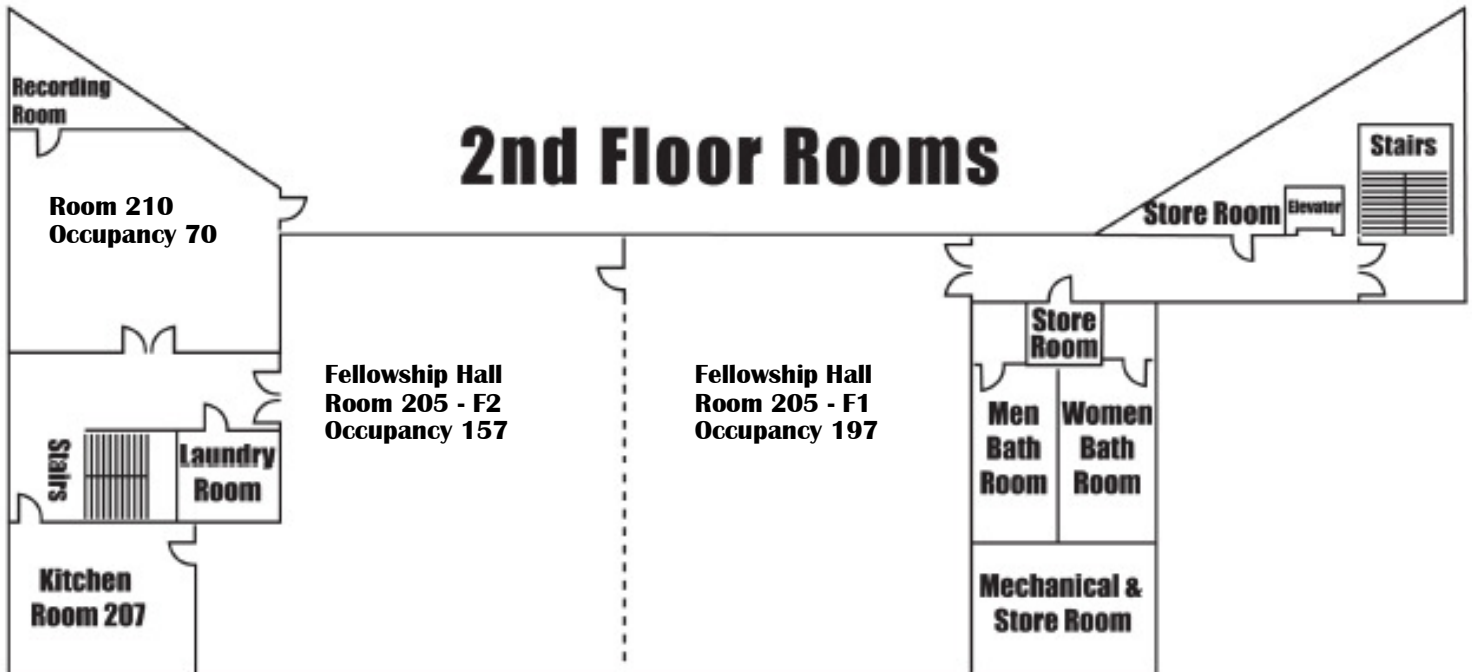 2nd Floor Rooms
Recording
Room
Room 210
Occupancy 70
Stairs
Store Room
Elevator
Store
Room
Fellowship Hall
Room 205 - F2
Occupancy 157
Fellowship Hall
Room 205 - F1
Occupancy 197
Men
Bath
Room
Women
Bath
Room
Stairs
Laundry
Room
Kitchen
Room 207
Mechanical &
Store Room